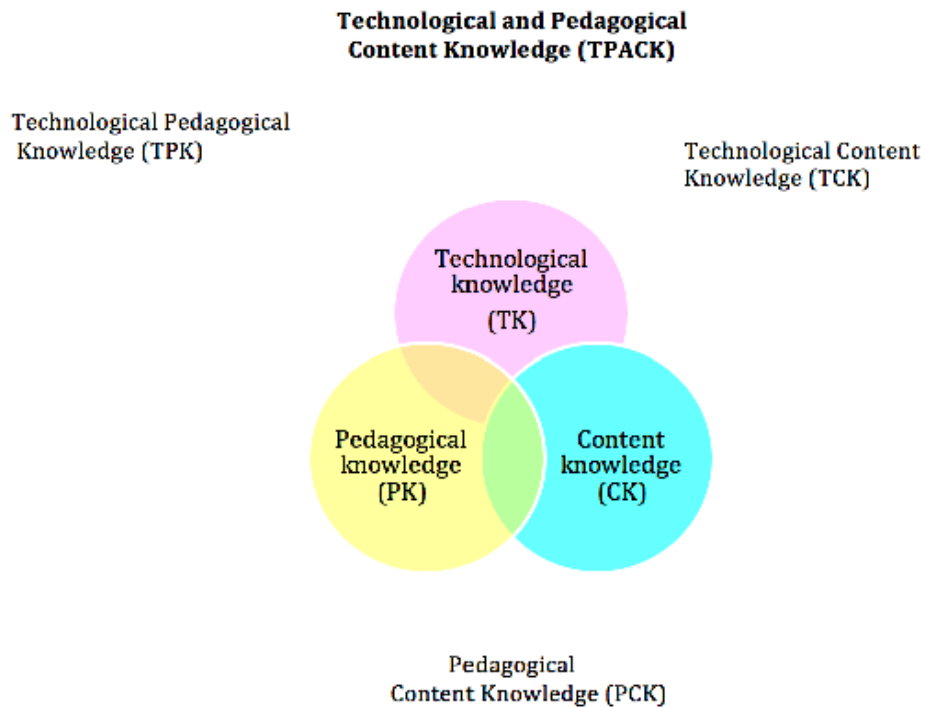 Technological and Pedagogical
Content Knowledge (TPACK)
Technological Pedagogical
Knowledge (TPK)
Technological Content
Knowledge (TCK)
Technological
knowledge
(TK)
Pedagogical
knowledge
(PK)
Content
knowledge
(CK)
Pedagogical
Content Knowledge (PCK)